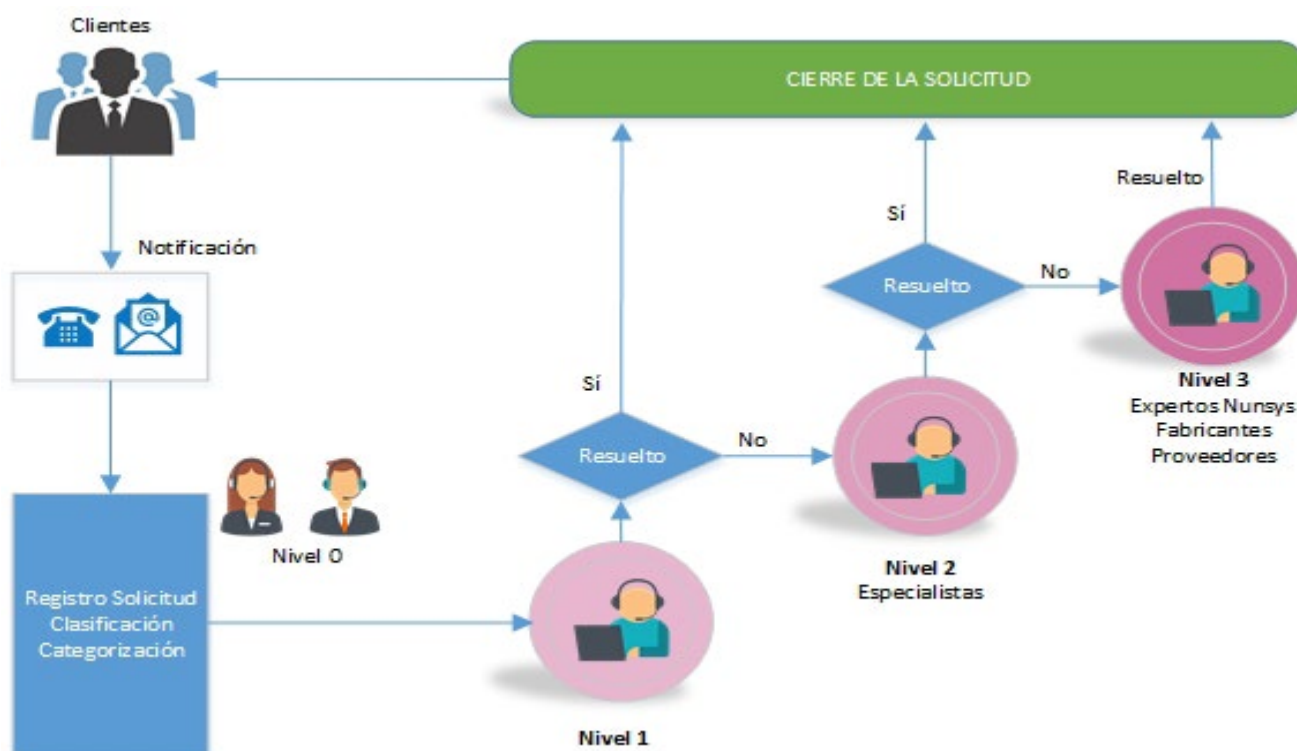 Clientes
CIERRE DE LA SOLICITUD
Resuelto
Sí
Notificación
@
Resuelto
No
Nivel 3
Expertos Nunsys
Fabricantes
Proveedores
Sí
Resuelto
No
Nivel 0
Nivel 2
Especialistas
Registro Solicitud
Clasificación
Categorización
Nivel 1